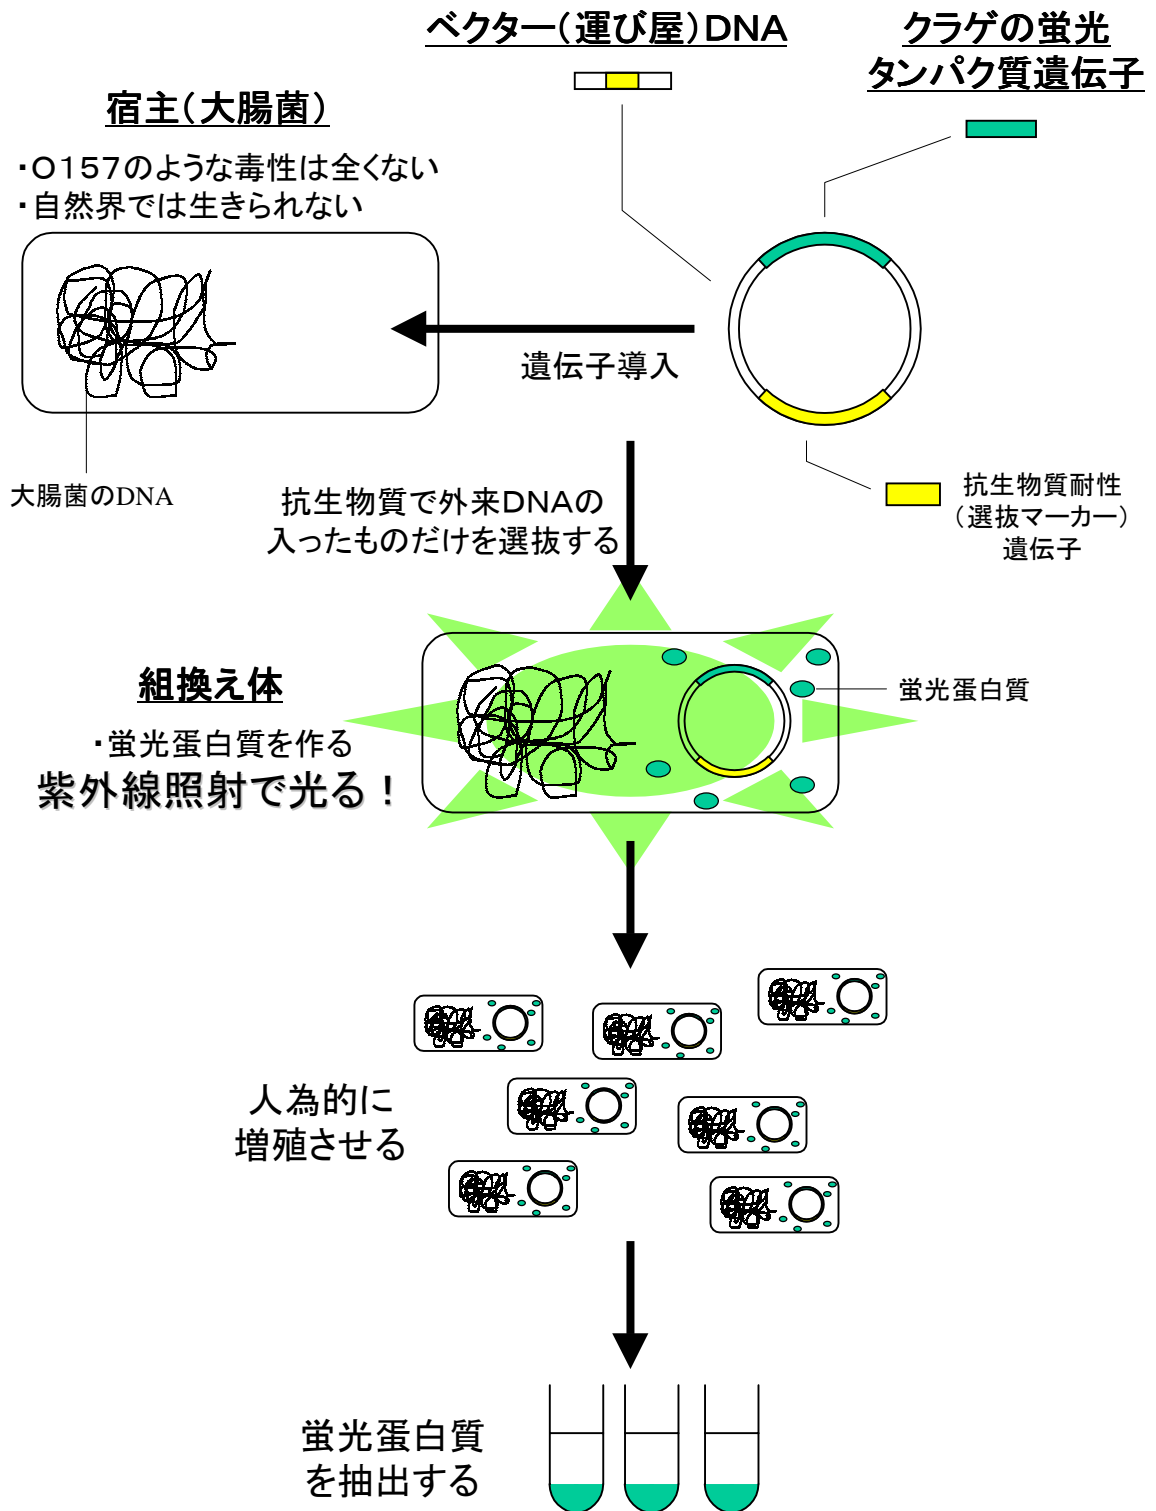 ベクター(運び屋)DNA
クラゲの蛍光
タンパク質遺伝子
宿主(大腸菌)
・O157のような毒性は全くない
・自然界では生きられない
遺伝子導入
大腸菌のDNA
抗生物質耐性
(選抜マーカー)
遺伝子
抗生物質で外来DNAの
入ったものだけを選抜する
組換え体
・蛍光蛋白質を作る
紫外線照射で光る!
蛍光蛋白質
人為的に
増殖させる
蛍光蛋白質
を抽出する